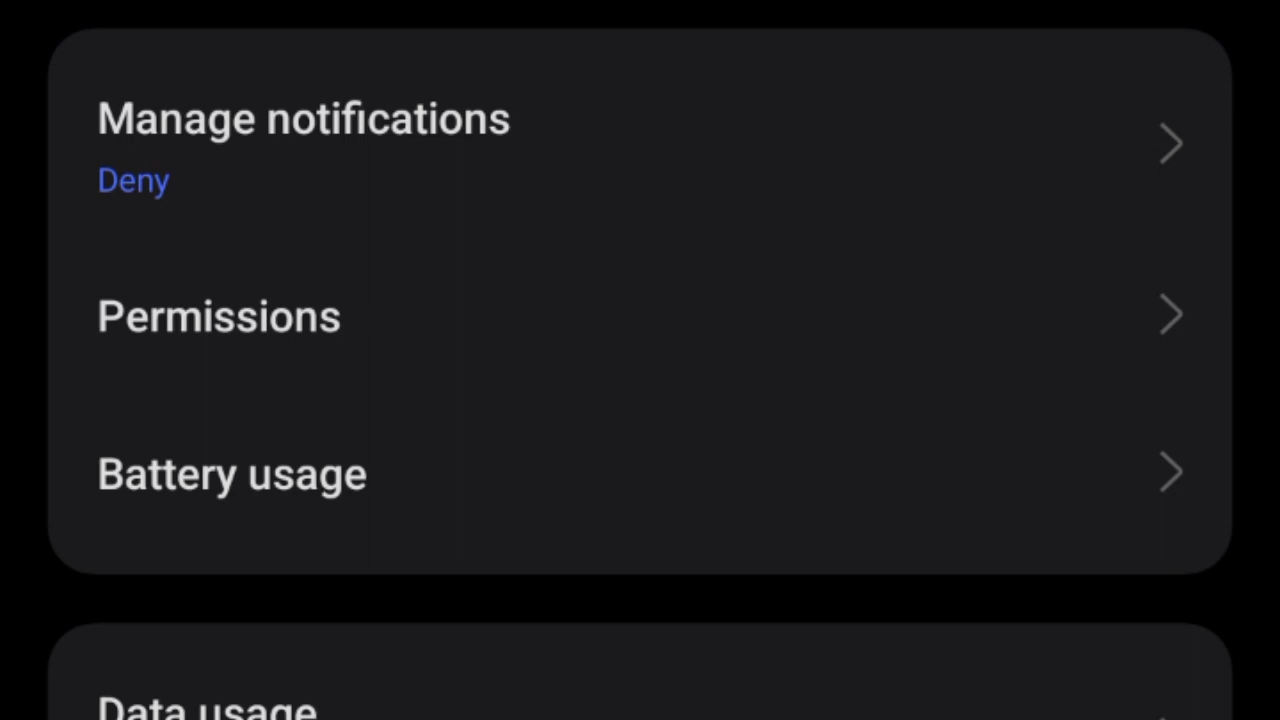 Manage notifications
Deny
Permissions
Battery usage
Data usage